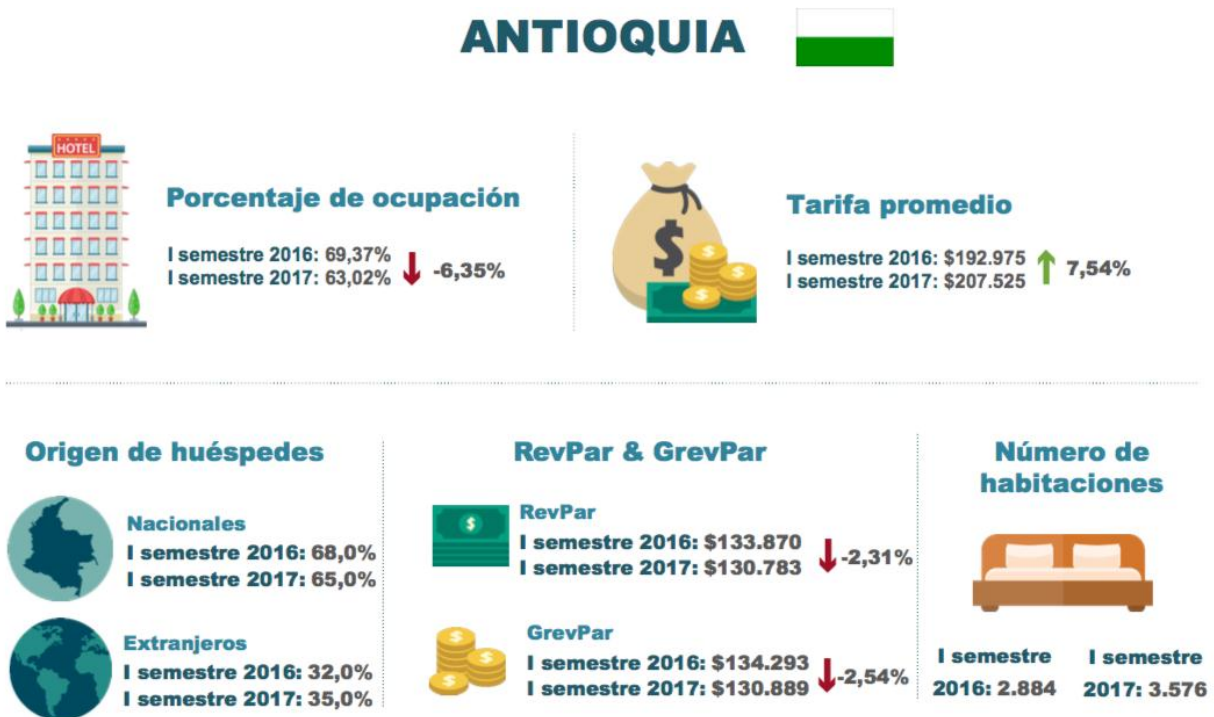 ANTIOQUIA
HOTEL
Porcentaje de ocupación
I semestre 2016: 69,37%
I semestre 2017: 63,02%
-6,35%
$
Tarifa promedio
I semestre 2016: $192.975
I semestre 2017: $207.525
7,54%
Origen de huéspedes
Nacionales
I semestre 2016: 68,0%
I semestre 2017: 65,0%
Extranjeros
I semestre 2016: 32,0%
I semestre 2017: 35,0%
RevPar & GrevPar
$
RevPar
I semestre 2016: $133.870
I semestre 2017: $130.783
-2,31%
$
$
$
GrevPar
I semestre 2016: $134.293
I semestre 2017: $130.889
-2,54%
Número de
habitaciones
I semestre
2016: 2.884
I semestre
2017: 3.576